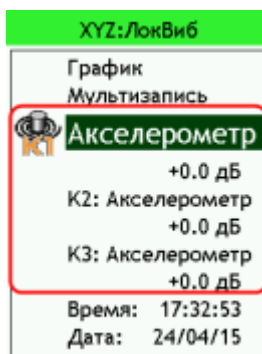 XYZ:ЛокВиб
График
Мультизапись
К1 Акселерометр
+0.0 дБ
К2: Акселерометр
+0.0 дБ
К3: Акселерометр
+0.0 дБ
Время: 17:32:53
Дата: 24/04/15